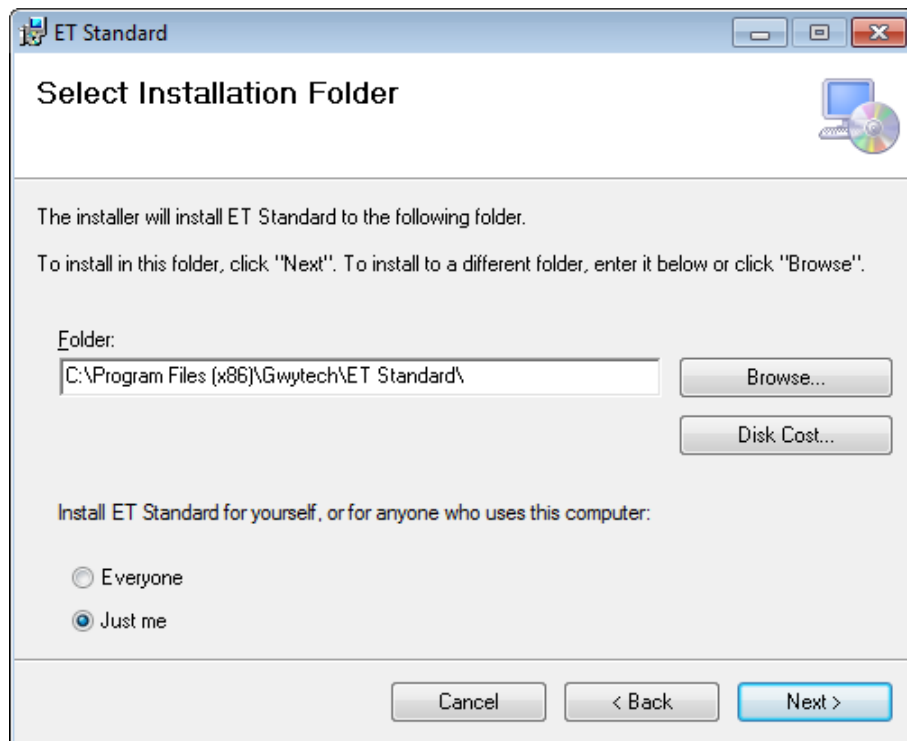 ET Standard
Select Installation Folder
The installer will install ET Standard to the following folder.
To install in this folder, click "Next". To install to a different folder, enter it below or click "Browse".
Folder:
C:\Program Files (x86)\Gwytech\ET Standard\
Browse...
Disk Cost...
Install ET Standard for yourself, or for anyone who uses this computer:
Everyone
Just me
Cancel
< Back
Next >